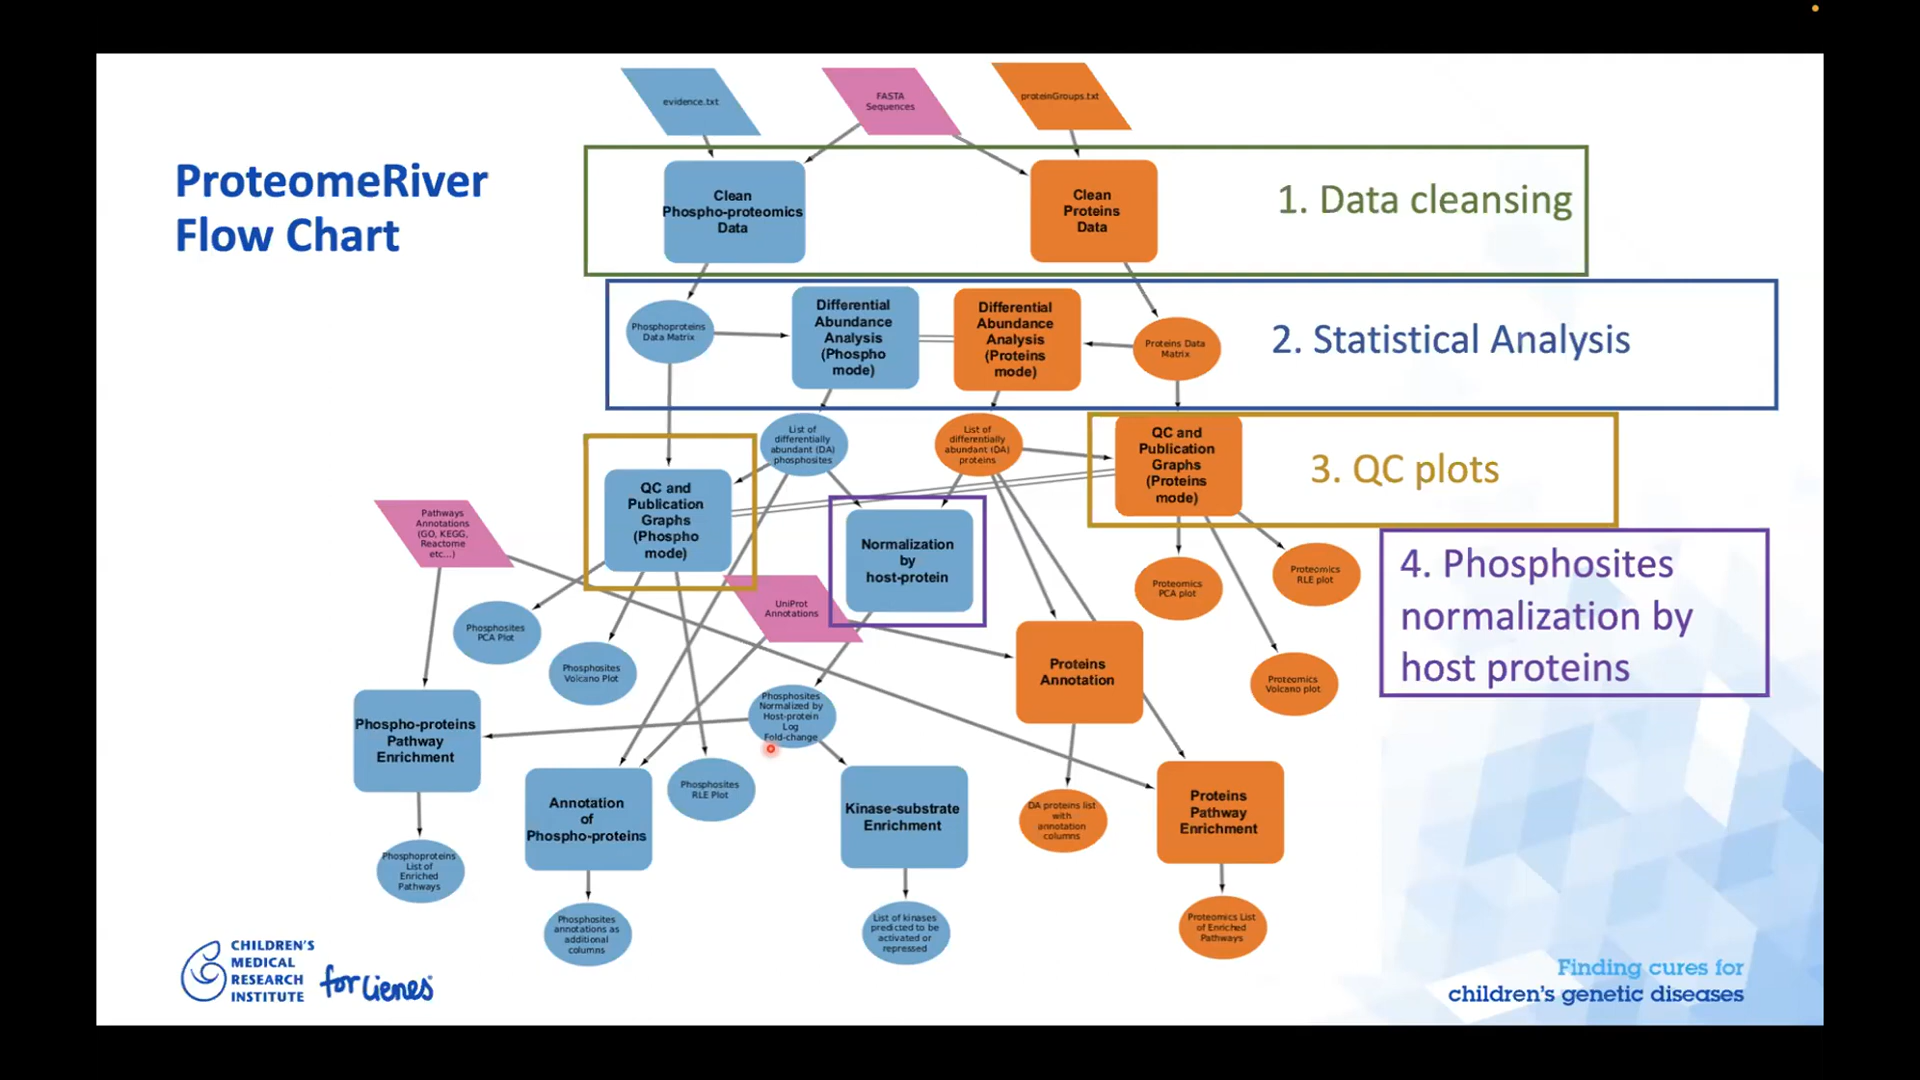 evidence.txt
FASTA
Sequences
proteinGroups.txt
ProteomeRiver
Flow Chart
Clean
Phospho-proteomics
Data
Clean
Proteins
Data
1. Data cleansing
Phosphoproteins
Data Matrix
Differential
Abundance
Analysis
(Phospho
mode)
Differential
Abundance
Analysis
(Proteins
mode)
Proteins Data
Matrix
2. Statistical Analysis
List of
differentially
abundant (DA)
phosphosites
List of
differentially
abundant (DA)
proteins
QC and
Publication
Graphs
(Proteins
mode)
3. QC plots
QC and
Publication
Graphs
(Phospho
mode)
Pathways
Annotations
(GO, KEGG,
Reactome
etc...)
Normalization
by
host-protein
4. Phosphosites
normalization by
host proteins
Proteomics
PCA plot
Proteomics
RLE plot
UniProt
Annotations
Phosphosites
PCA Plot
Phosphosites
Volcano Plot
Proteins
Annotation
Proteomics
Volcano plot
Phosphosites
Normalized by
Host-protein
Log
Fold-change
Phospho-proteins
Pathway
Enrichment
Phosphosites
RLE Plot
Annotation
of
Phospho-proteins
Kinase-substrate
Enrichment
DA proteins list
with
annotation
columns
Proteins
Pathway
Enrichment
Phosphoproteins
List of
Enriched
Pathways
Phosphosites
annotations as
additional
columns
List of kinases
predicted to be
activated or
repressed
Proteomics List
of Enriched
Pathways
CHILDREN'S
MEDICAL
RESEARCH
INSTITUTE
for Jeans
Finding cures for
children's genetic diseases